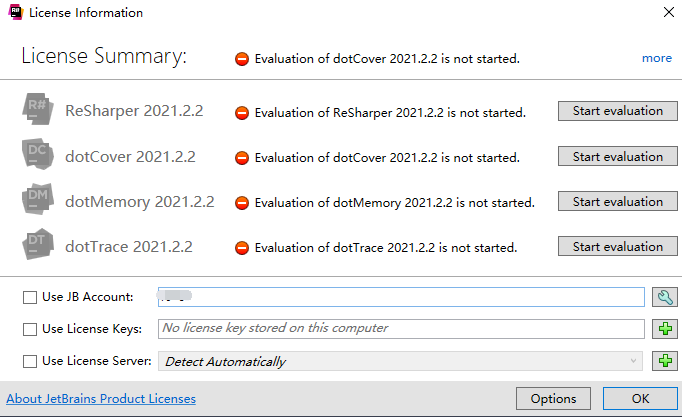 R# License Information
License Summary: Evaluation of dotCover 2021.2.2 is not started. more
R# ReSharper 2021.2.2 Evaluation of ReSharper 2021.2.2 is not started. Start evaluation
DC dotCover 2021.2.2 Evaluation of dotCover 2021.2.2 is not started. Start evaluation
DM dotMemory 2021.2.2 Evaluation of dotMemory 2021.2.2 is not started. Start evaluation
DT dotTrace 2021.2.2 Evaluation of dotTrace 2021.2.2 is not started. Start evaluation
Use JB Account:
Use License Keys: No license key stored on this computer
Use License Server: Detect Automatically
About JetBrains Product Licenses Options OK